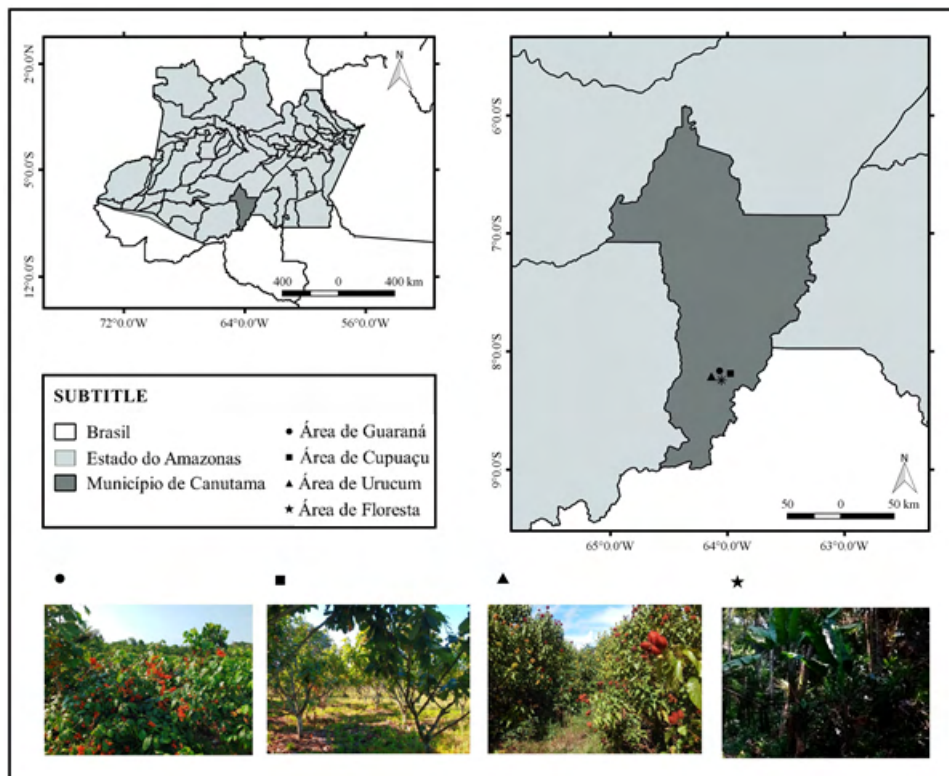 2°0.0'N
5°0.0'S
12°0.0'S
N
400 0 400 km
72°0.0'W 64°0.0'W 56°0.0'W
SUBTITLE
Brasil
Estado do Amazonas
Município de Canutama
Área de Guaraná
Área de Cupuaçu
Área de Urucum
Área de Floresta
6°0.0'S
7°0.0'S
8°0.0'S
9°0.0'S
N
50 0 50 km
65°0.0'W 64°0.0'W 63°0.0'W